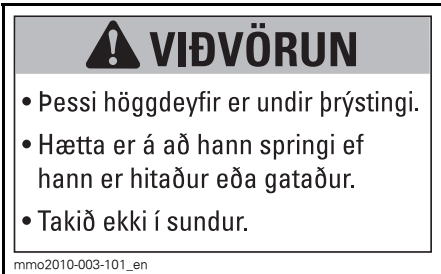 VIÐVÖRUN
• Þessi höggdeyfir er undir þrýstingi.
• Hætta er á að hann springi ef
hann er hitaður eða gataður.
• Takið ekki í sundur.
mmo2010-003-101_en